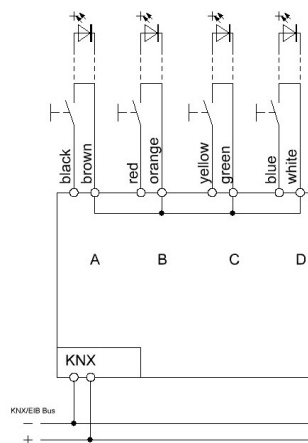 black
brown
red
orange
yellow
green
blue
white
A
B
C
D
KNX
KNX/EIB Bus
−
+